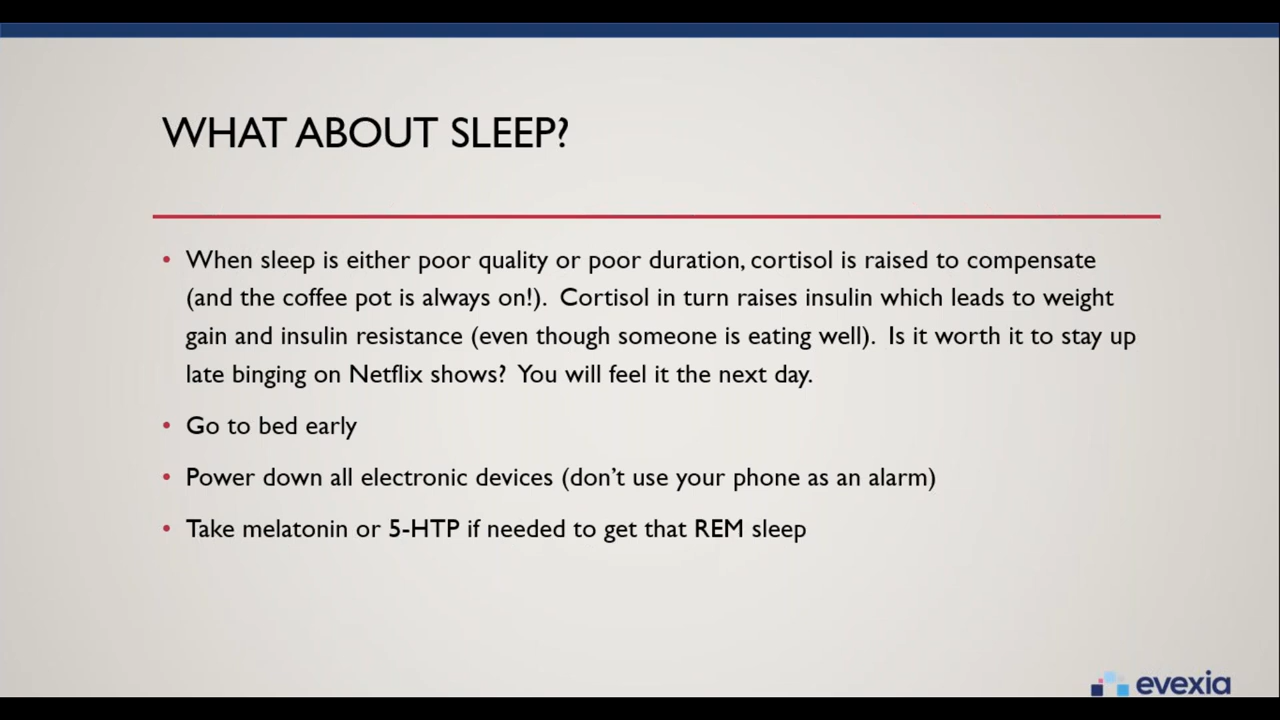 WHAT ABOUT SLEEP?
• When sleep is either poor quality or poor duration, cortisol is raised to compensate
(and the coffee pot is always on!).  Cortisol in turn raises insulin which leads to weight
gain and insulin resistance (even though someone is eating well).  Is it worth it to stay up
late binging on Netflix shows?  You will feel it the next day.
• Go to bed early
• Power down all electronic devices (don’t use your phone as an alarm)
• Take melatonin or 5-HTP if needed to get that REM sleep
evexia